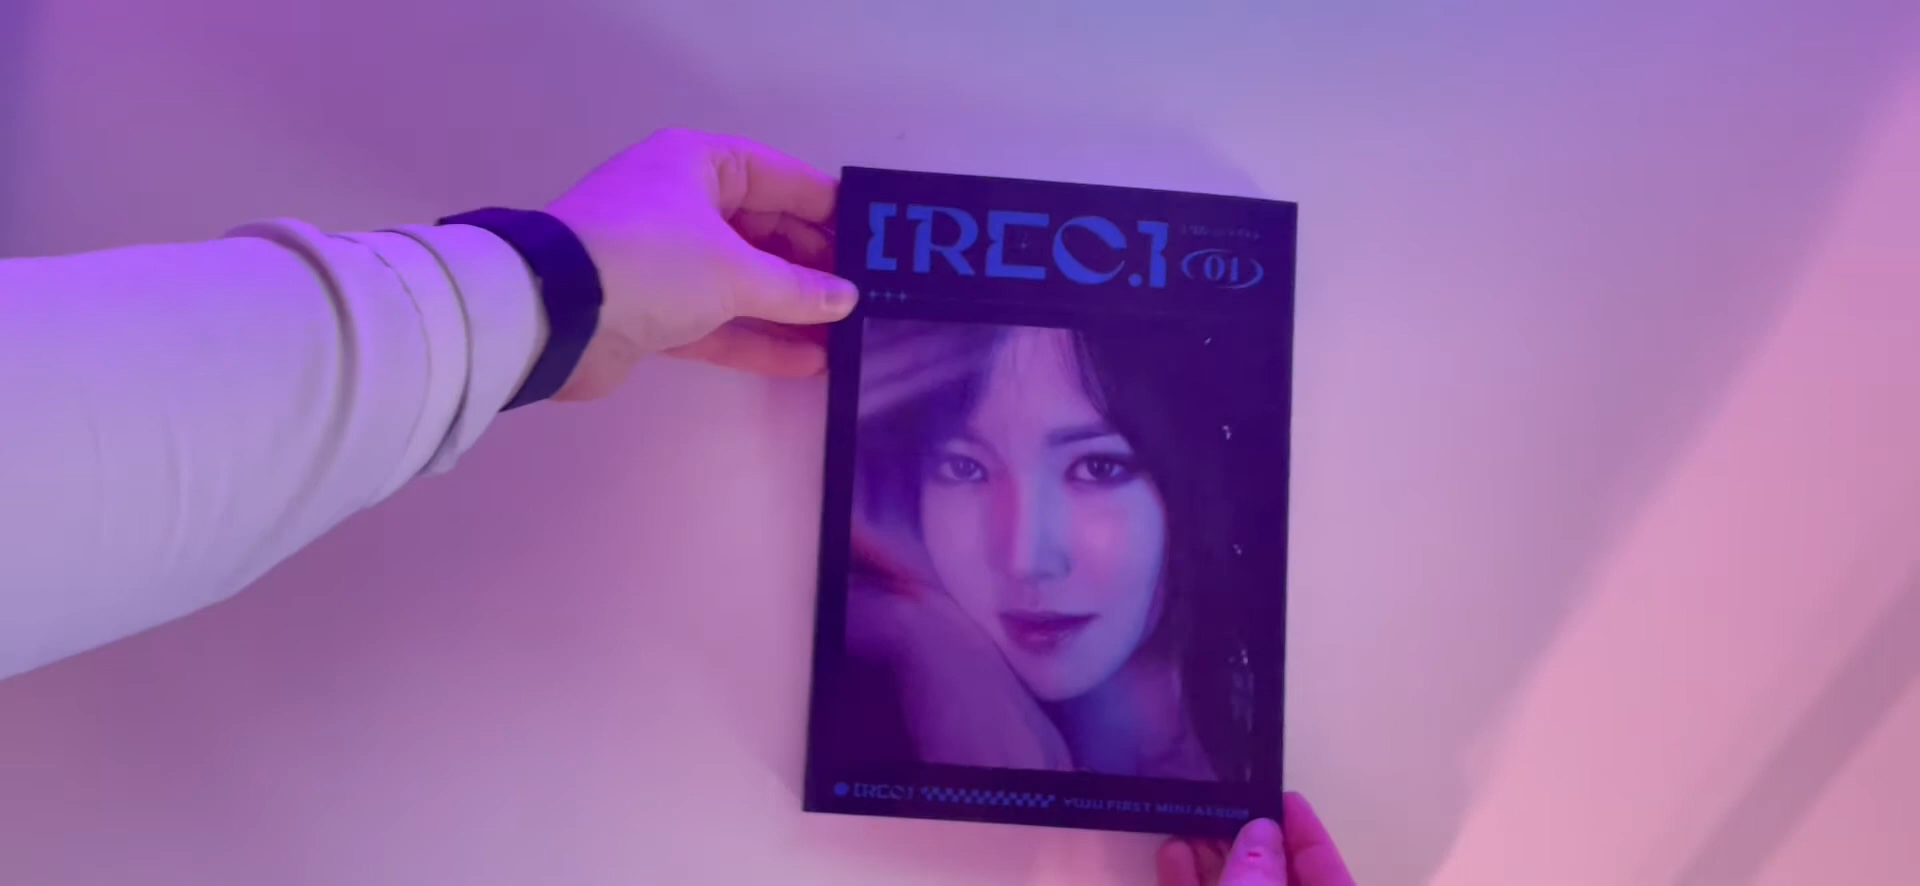 [REC.]
01
+++
[REC.] YUJU FIRST MINI ALBUM